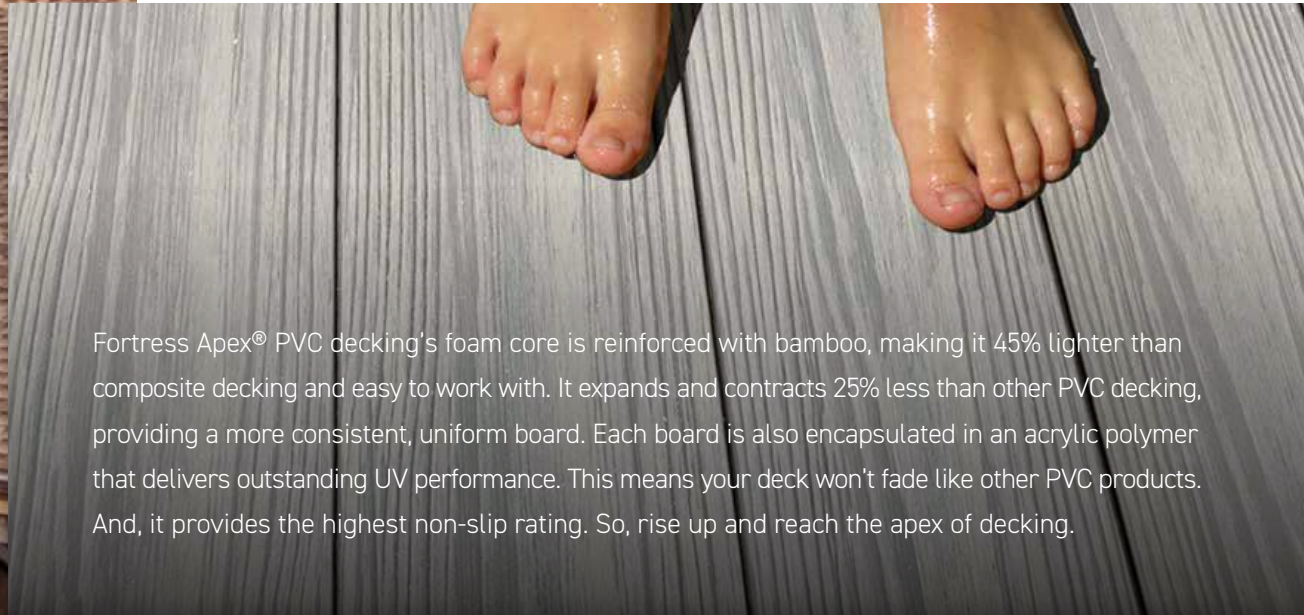 Fortress Apex® PVC decking’s foam core is reinforced with bamboo, making it 45% lighter than
composite decking and easy to work with. It expands and contracts 25% less than other PVC decking,
providing a more consistent, uniform board. Each board is also encapsulated in an acrylic polymer
that delivers outstanding UV performance. This means your deck won’t fade like other PVC products.
And, it provides the highest non-slip rating. So, rise up and reach the apex of decking.